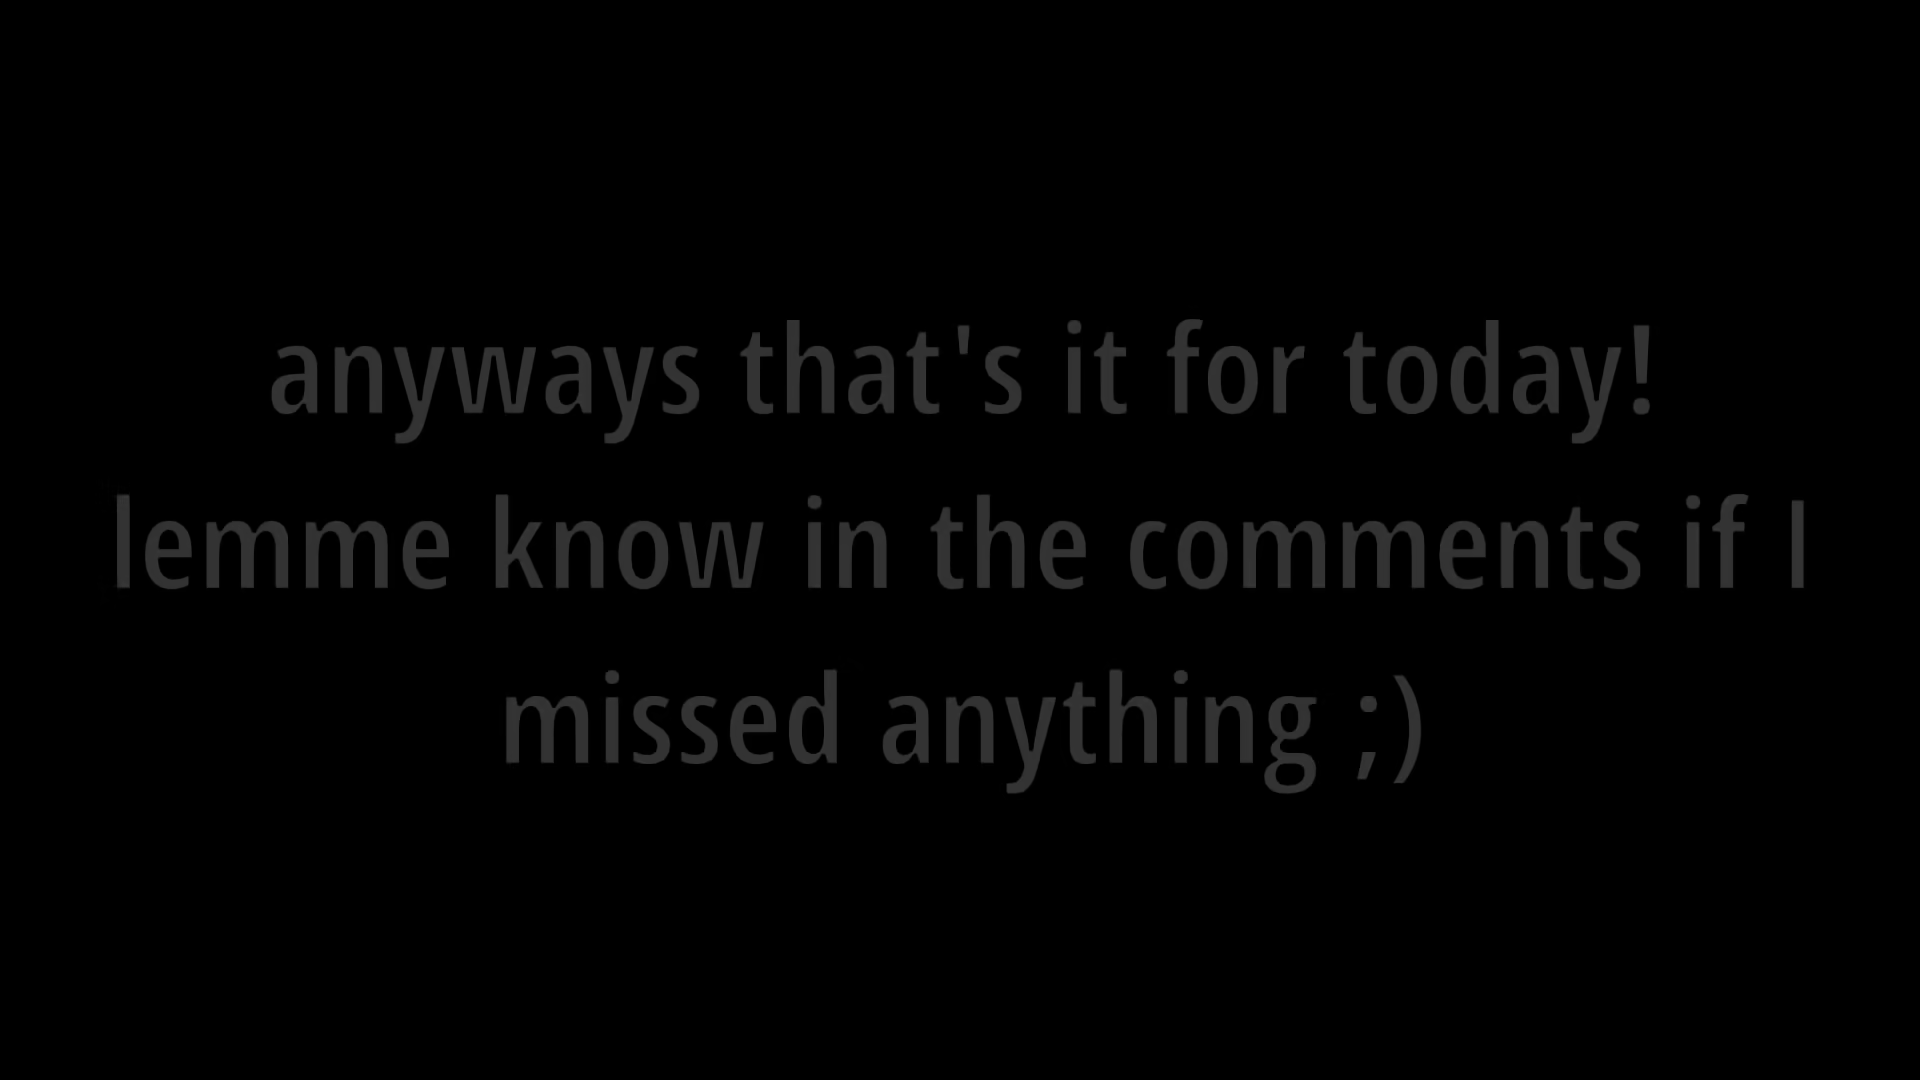 anyways that's it for today!
lemme know in the comments if I
missed anything ;)